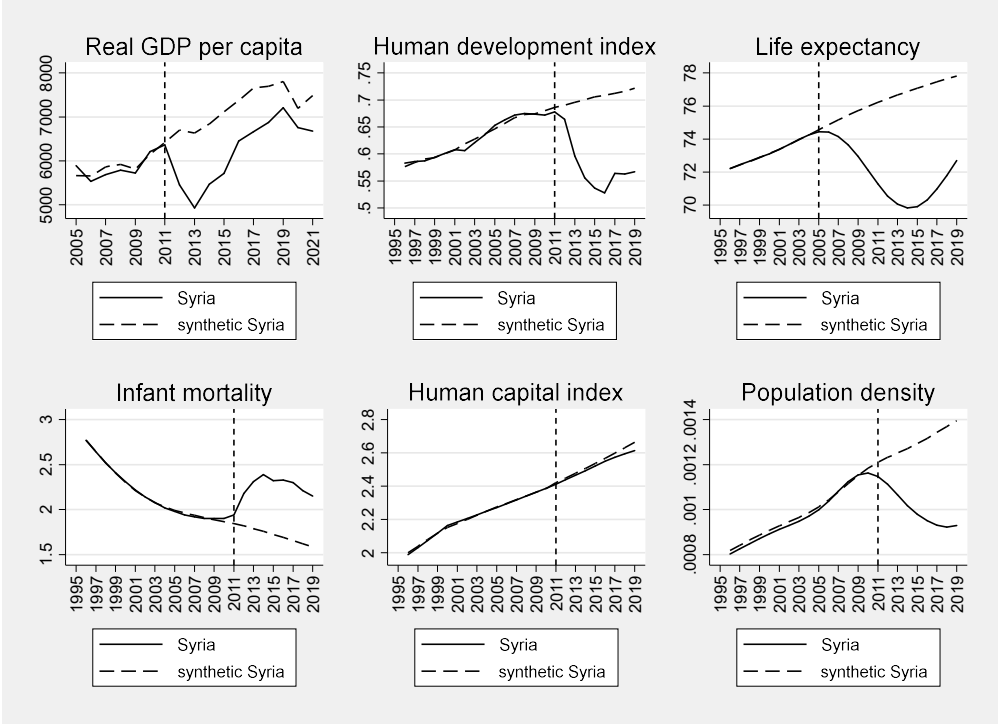 Real GDP per capita
8000
7000
6000
5000
2005 2007 2009 2011 2013 2015 2017 2019 2021
Syria
synthetic Syria
Human development index
.75
.7
.65
.6
.55
.5
1995 1997 1999 2001 2003 2005 2007 2009 2011 2013 2015 2017 2019
Syria
synthetic Syria
Life expectancy
78
76
74
72
70
1995 1997 1999 2001 2003 2005 2007 2009 2011 2013 2015 2017 2019
Syria
synthetic Syria
Infant mortality
3
2.5
2
1.5
1995 1997 1999 2001 2003 2005 2007 2009 2011 2013 2015 2017 2019
Syria
synthetic Syria
Human capital index
2.8
2.6
2.4
2.2
2
1995 1997 1999 2001 2003 2005 2007 2009 2011 2013 2015 2017 2019
Syria
synthetic Syria
Population density
.0014
.0012
.001
.0008
1995 1997 1999 2001 2003 2005 2007 2009 2011 2013 2015 2017 2019
Syria
synthetic Syria